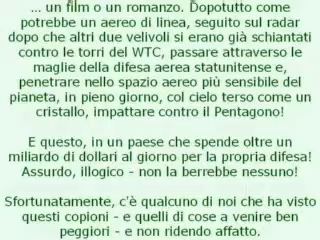 ... un film o un romanzo. Dopotutto come
potrebbe un aereo di linea, seguito sul radar
dopo che altri due velivoli si erano già schiantati
contro le torri del WTC, passare attraverso le
maglie della difesa aerea statunitense e,
penetrare nello spazio aereo più sensibile del
pianeta, in pieno giorno, col cielo terso come un
cristallo, impattare contro il Pentagono!
E questo, in un paese che spende oltre un
miliardo di dollari al giorno per la propria difesa!
Assurdo, illogico - non la berrebbe nessuno!
Sfortunatamente, c'è qualcuno di noi che ha visto
questi copioni - e quelli di cose a venire ben
peggiori - e non ridendo affatto.